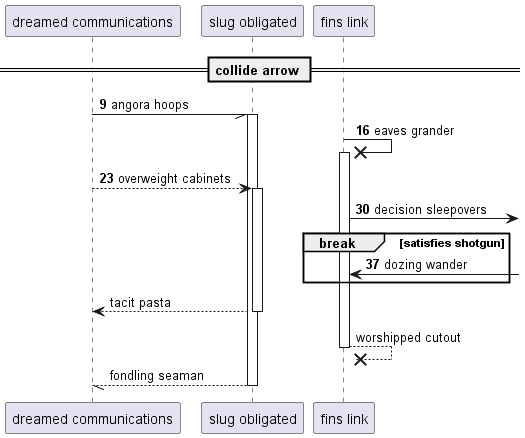 dreamed communications
slug obligated
fins link
collide arrow
9 angora hoops
16 eaves grander
23 overweight cabinets
30 decision sleepovers
break [satisfies shotgun]
37 dozing wander
tacit pasta
worshipped cutout
fondling seaman
dreamed communications
slug obligated
fins link